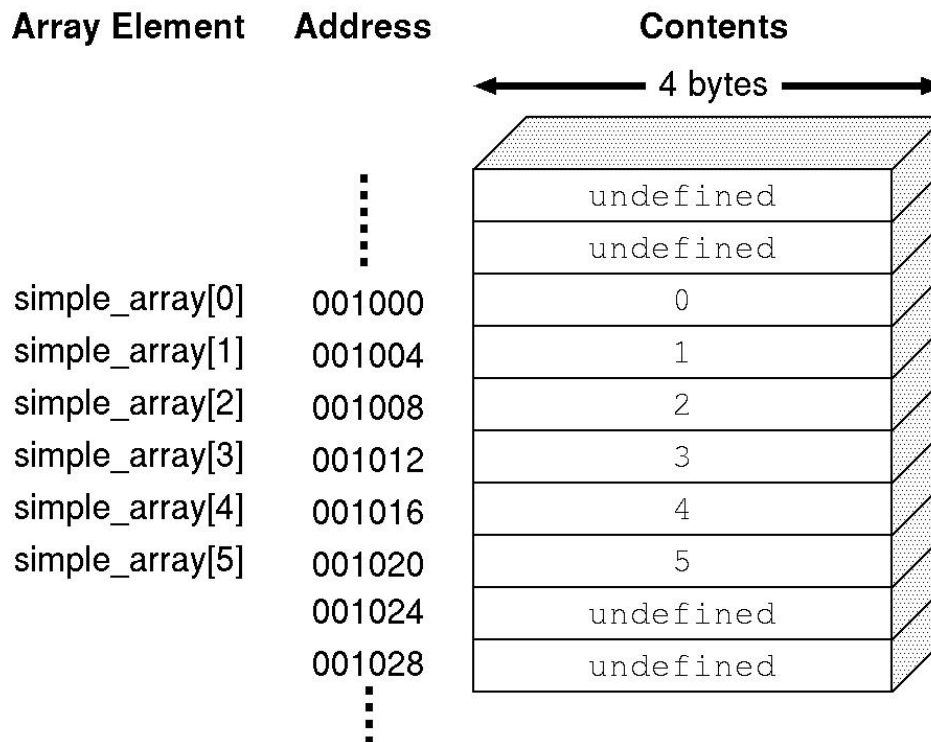 Array Element Address Contents
4 bytes
undefined
undefined
simple_array[0] 001000 0
simple_array[1] 001004 1
simple_array[2] 001008 2
simple_array[3] 001012 3
simple_array[4] 001016 4
simple_array[5] 001020 5
001024 undefined
001028 undefined